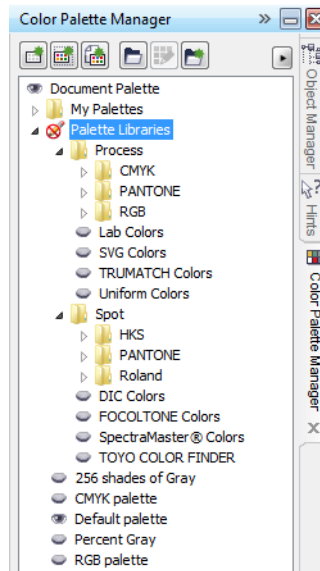 Color Palette Manager
Document Palette
My Palettes
Palette Libraries
Process
CMYK
PANTONE
RGB
Lab Colors
SVG Colors
TRUMATCH Colors
Uniform Colors
Spot
HKS
PANTONE
Roland
DIC Colors
FOCOLTONE Colors
SpectraMaster® Colors
TOYO COLOR FINDER
256 shades of Gray
CMYK palette
Default palette
Percent Gray
RGB palette
Object Manager
Hints
Color Palette Manager